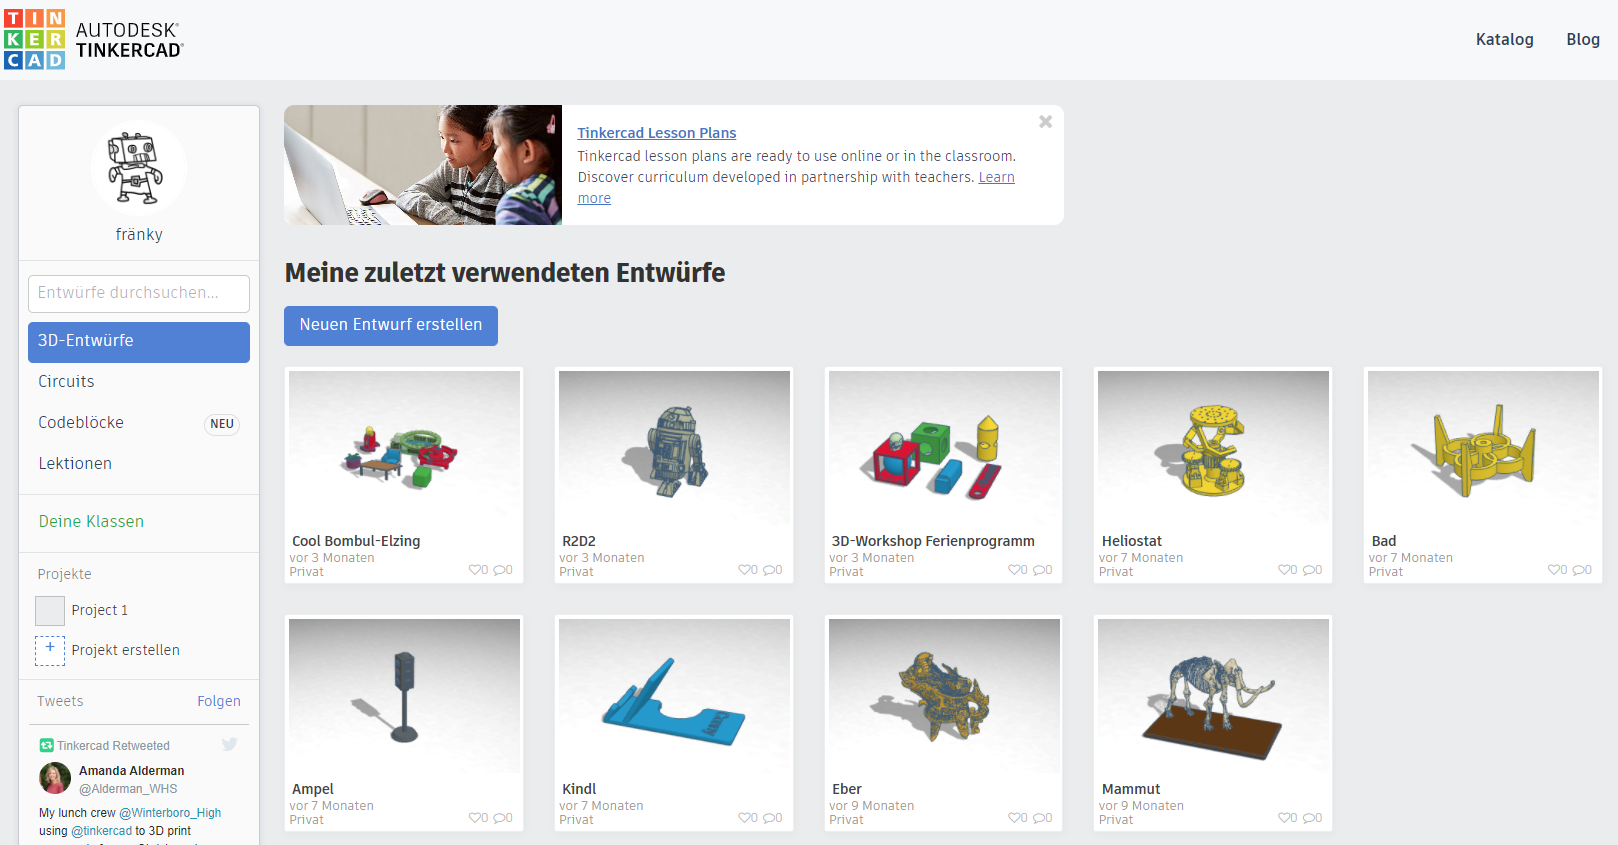 TIN
KER
CAD
AUTODESK®
TINKERCAD®
Katalog
Blog
fränky
Entwürfe durchsuchen...
3D-Entwürfe
Circuits
Codeblöcke
NEU
Lektionen
Deine Klassen
Projekte
Project 1
+
Projekt erstellen
Tweets
Folgen
Tinkercad Retweeted
Amanda Alderman
@Alderman_WHS
My lunch crew @Winterboro_High
using @tinkercad to 3D print
Tinkercad Lesson Plans
Tinkercad lesson plans are ready to use online or in the classroom.
Discover curriculum developed in partnership with teachers. Learn
more
Meine zuletzt verwendeten Entwürfe
Neuen Entwurf erstellen
Cool Bombul-Elzing
vor 3 Monaten
Privat
0 0
R2D2
vor 3 Monaten
Privat
0 0
3D-Workshop Ferienprogramm
vor 3 Monaten
Privat
0 0
Heliostat
vor 7 Monaten
Privat
0 0
Bad
vor 7 Monaten
Privat
0 0
Ampel
vor 7 Monaten
Privat
0 0
Kindl
vor 7 Monaten
Privat
0 0
Eber
vor 9 Monaten
Privat
0 0
Mammut
vor 9 Monaten
Privat
0 0